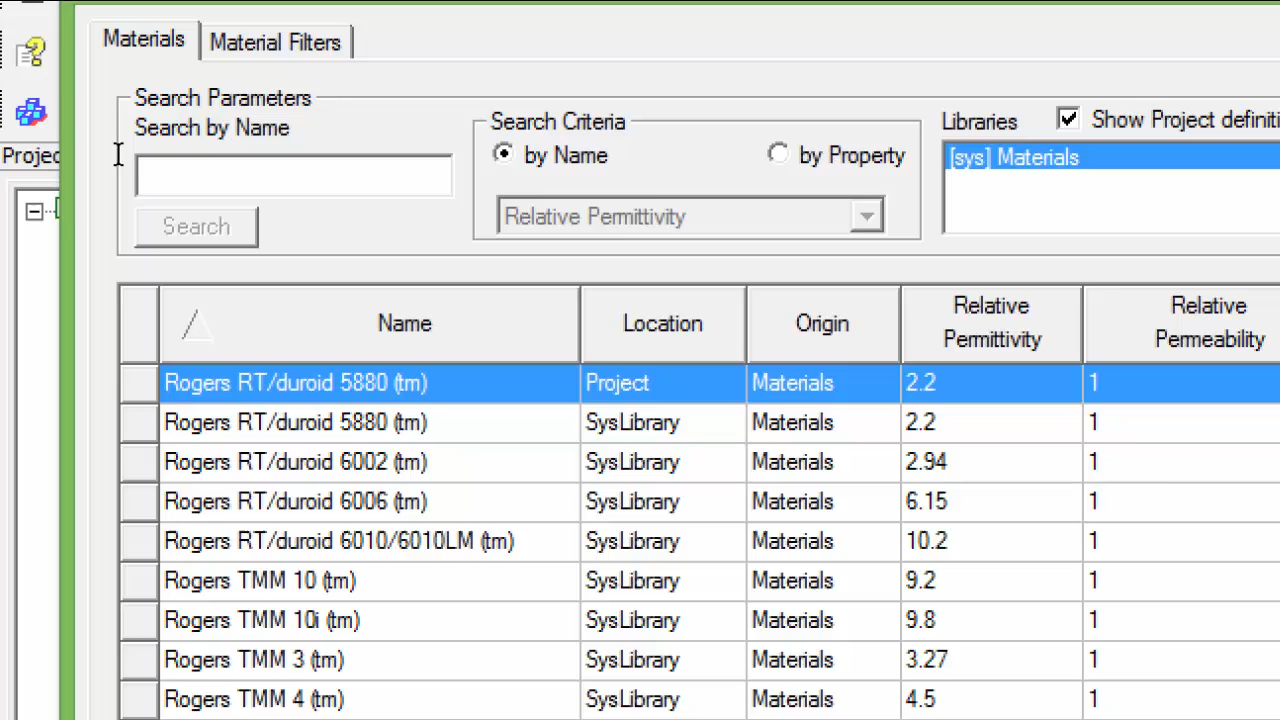 Materials
Material Filters
Search Parameters
Search by Name
Search
Search Criteria
by Name
by Property
Relative Permittivity
Libraries
Show Project definiti
[sys] Materials
Projec
Name Location Origin Relative Permittivity Relative Permeability
Rogers RT/duroid 5880 (tm) Project Materials 2.2 1
Rogers RT/duroid 5880 (tm) SysLibrary Materials 2.2 1
Rogers RT/duroid 6002 (tm) SysLibrary Materials 2.94 1
Rogers RT/duroid 6006 (tm) SysLibrary Materials 6.15 1
Rogers RT/duroid 6010/6010LM (tm) SysLibrary Materials 10.2 1
Rogers TMM 10 (tm) SysLibrary Materials 9.2 1
Rogers TMM 10i (tm) SysLibrary Materials 9.8 1
Rogers TMM 3 (tm) SysLibrary Materials 3.27 1
Rogers TMM 4 (tm) SysLibrary Materials 4.5 1